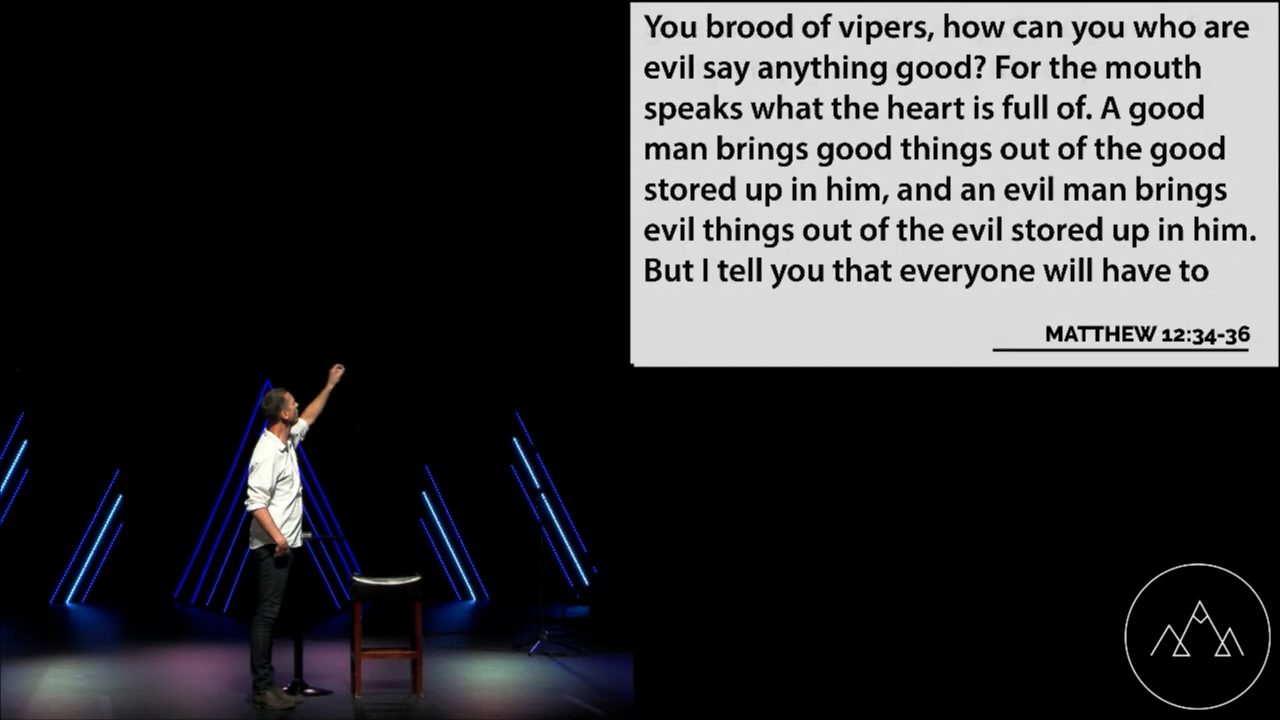 You brood of vipers, how can you who are
evil say anything good? For the mouth
speaks what the heart is full of. A good
man brings good things out of the good
stored up in him, and an evil man brings
evil things out of the evil stored up in him.
But I tell you that everyone will have to
MATTHEW 12:34-36